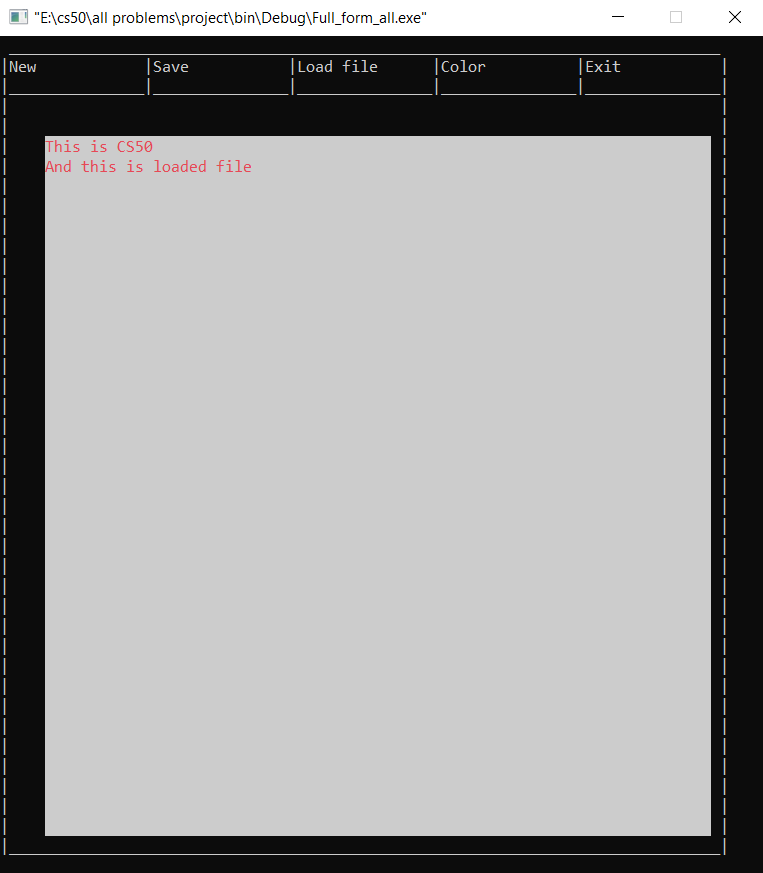 "E:\cs50\all problems\project\bin\Debug\Full_form_all.exe"
New Save Load file Color Exit
This is CS50
And this is loaded file